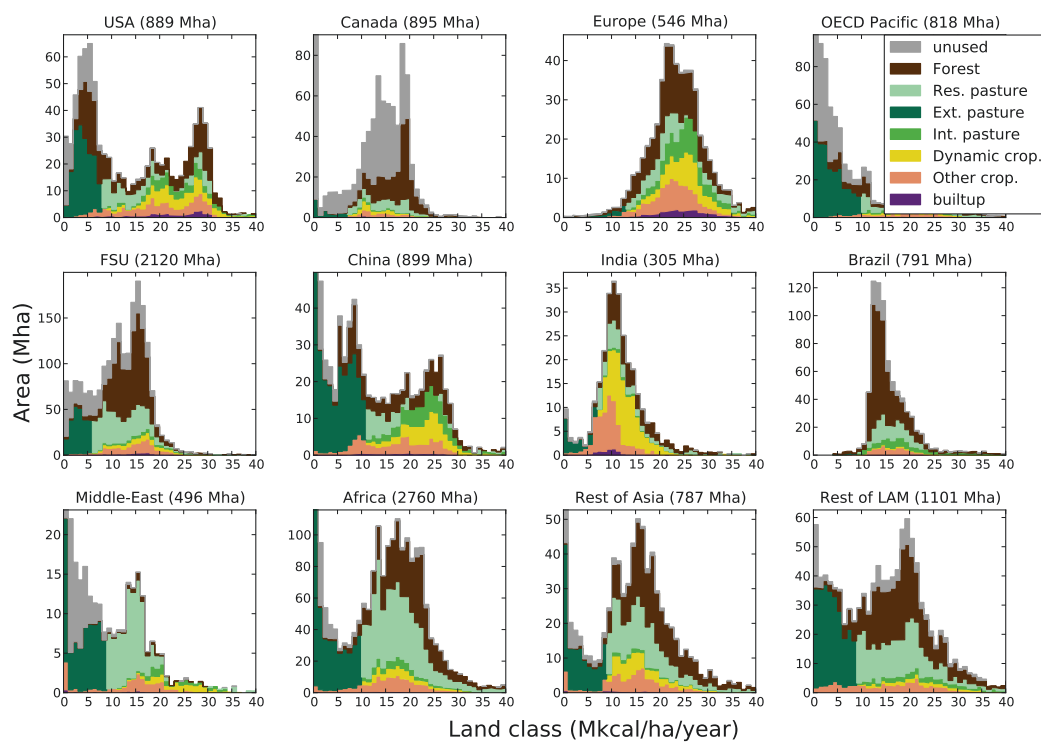 USA (889 Mha)
Canada (895 Mha)
Europe (546 Mha)
OECD Pacific (818 Mha)
60
50
40
30
20
10
0
0 5 10 15 20 25 30 35 40
80
60
40
20
0
0 5 10 15 20 25 30 35 40
40
30
20
10
0
0 5 10 15 20 25 30 35 40
80
60
40
20
0
0 5 10 15 20 25 30 35 40
unused
Forest
Res. pasture
Ext. pasture
Int. pasture
Dynamic crop.
Other crop.
builtup
FSU (2120 Mha)
China (899 Mha)
India (305 Mha)
Brazil (791 Mha)
150
100
50
0
0 5 10 15 20 25 30 35 40
40
30
20
10
0
0 5 10 15 20 25 30 35 40
35
30
25
20
15
10
5
0
0 5 10 15 20 25 30 35 40
120
100
80
60
40
20
0
0 5 10 15 20 25 30 35 40
Area (Mha)
Middle-East (496 Mha)
Africa (2760 Mha)
Rest of Asia (787 Mha)
Rest of LAM (1101 Mha)
20
15
10
5
0
0 5 10 15 20 25 30 35 40
100
80
60
40
20
0
0 5 10 15 20 25 30 35 40
50
40
30
20
10
0
0 5 10 15 20 25 30 35 40
60
50
40
30
20
10
0
0 5 10 15 20 25 30 35 40
Land class (Mkcal/ha/year)